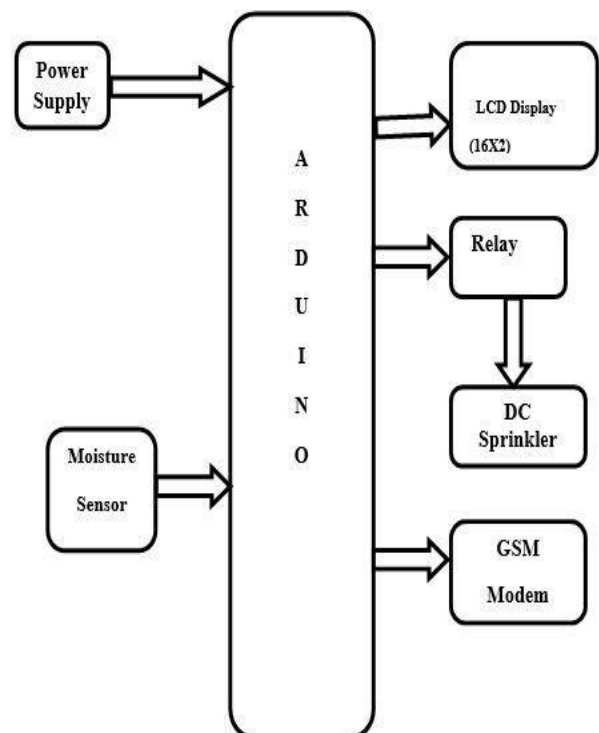 Power
Supply
A
R
D
U
I
N
O
Moisture
Sensor
LCD Display
(16X2)
Relay
DC
Sprinkler
GSM
Modem